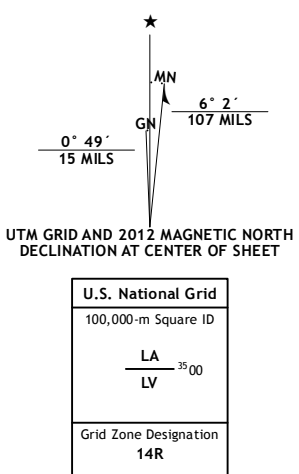 MN
GN
6° 2´
107 MILS
0° 49´
15 MILS
UTM GRID AND 2012 MAGNETIC NORTH
DECLINATION AT CENTER OF SHEET
U.S. National Grid
100,000-m Square ID
LA
LV
3500
Grid Zone Designation
14R